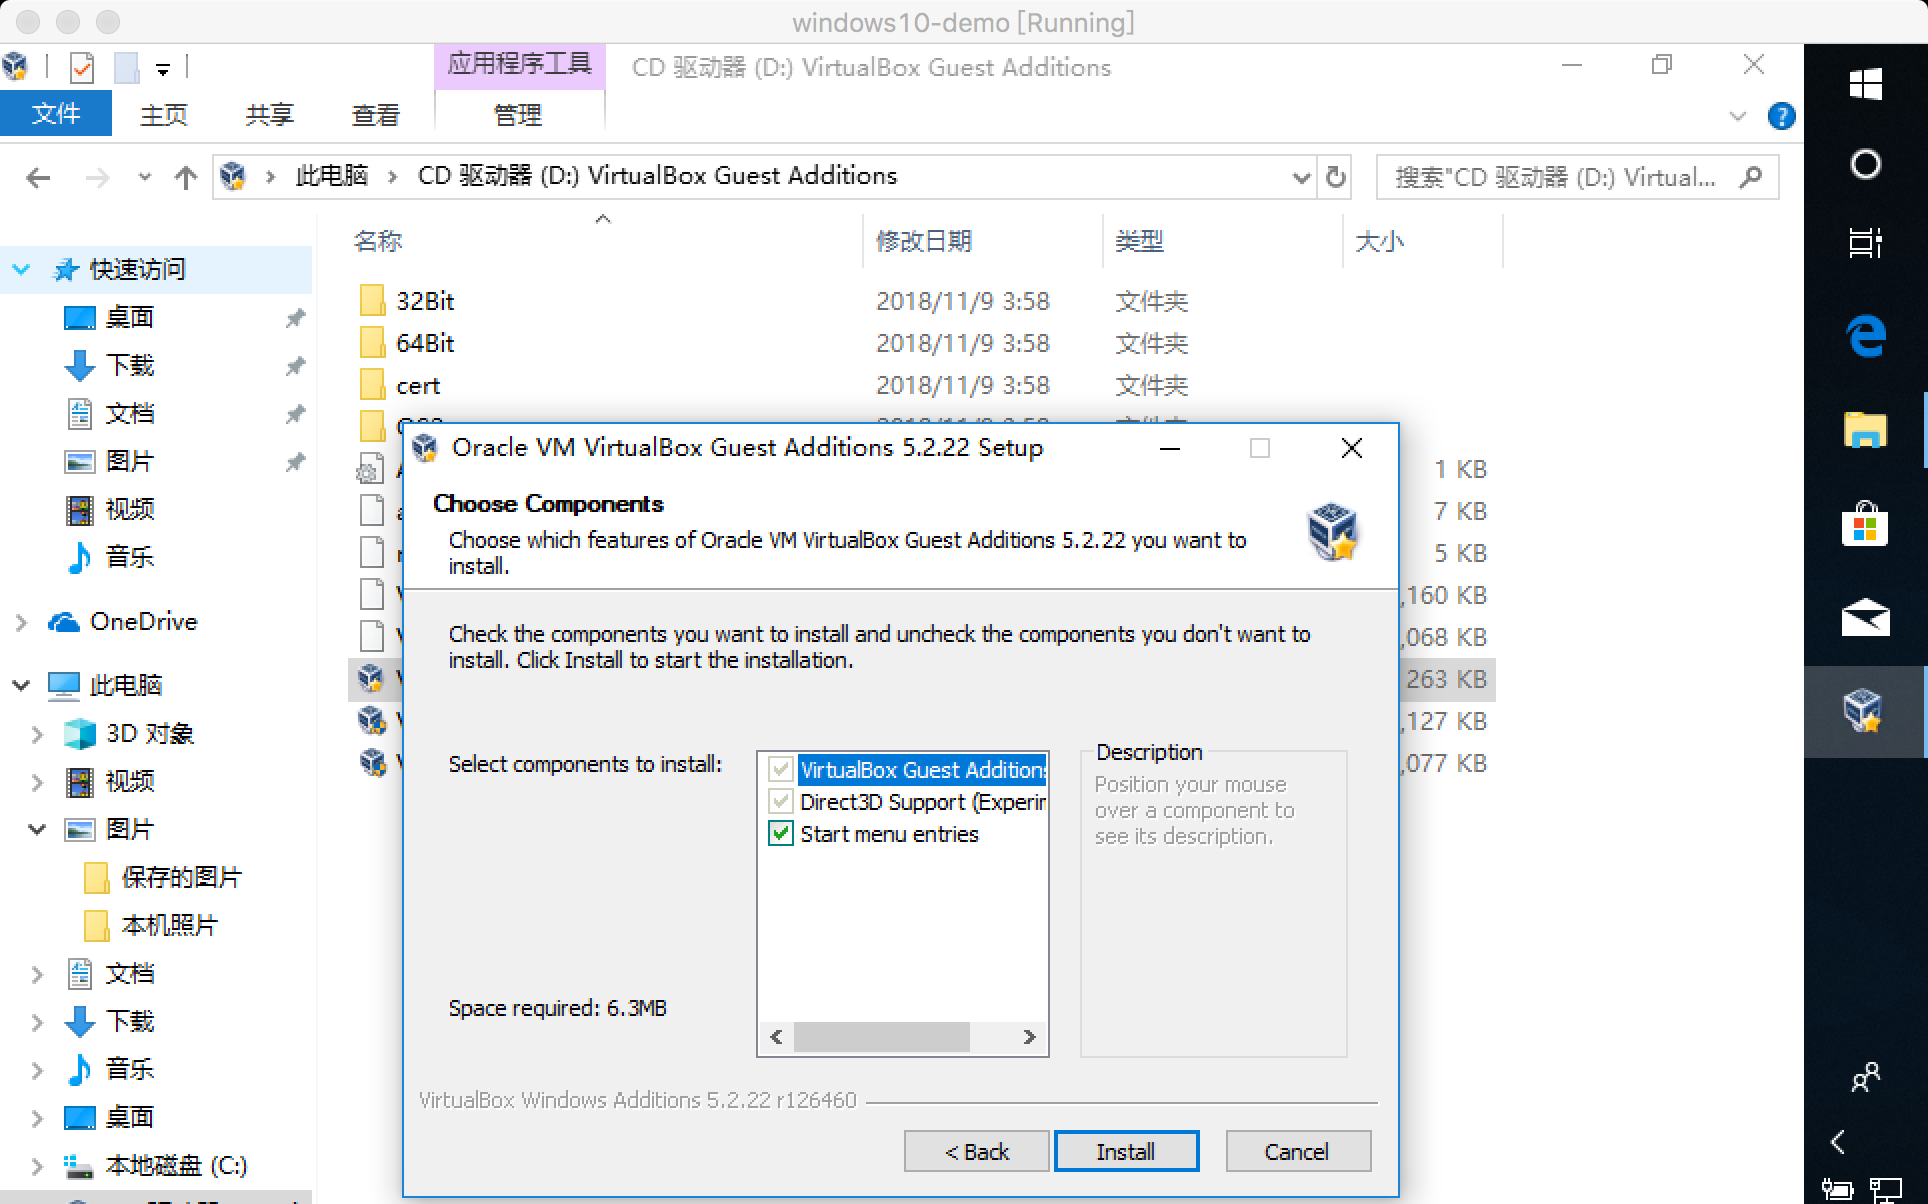 windows10-demo [Running]
应用程序工具
CD 驱动器 (D:) VirtualBox Guest Additions
文件
主页
共享
查看
管理
此电脑
CD 驱动器 (D:) VirtualBox Guest Additions
搜索"CD 驱动器 (D:) Virtual...
名称
修改日期
类型
大小
快速访问
桌面
下载
文档
图片
视频
音乐
OneDrive
此电脑
3D 对象
视频
图片
保存的图片
本机照片
文档
下载
音乐
桌面
本地磁盘 (C:)
32Bit 2018/11/9 3:58 文件夹
64Bit 2018/11/9 3:58 文件夹
cert 2018/11/9 3:58 文件夹
1 KB
7 KB
5 KB
,160 KB
,068 KB
263 KB
,127 KB
,077 KB
Oracle VM VirtualBox Guest Additions 5.2.22 Setup
Choose Components
Choose which features of Oracle VM VirtualBox Guest Additions 5.2.22 you want to
install.
Check the components you want to install and uncheck the components you don't want to
install. Click Install to start the installation.
Select components to install:
VirtualBox Guest Additions
Direct3D Support (Experim
Start menu entries
Description
Position your mouse
over a component to
see its description.
Space required: 6.3MB
VirtualBox Windows Additions 5.2.22 r126460
< Back
Install
Cancel